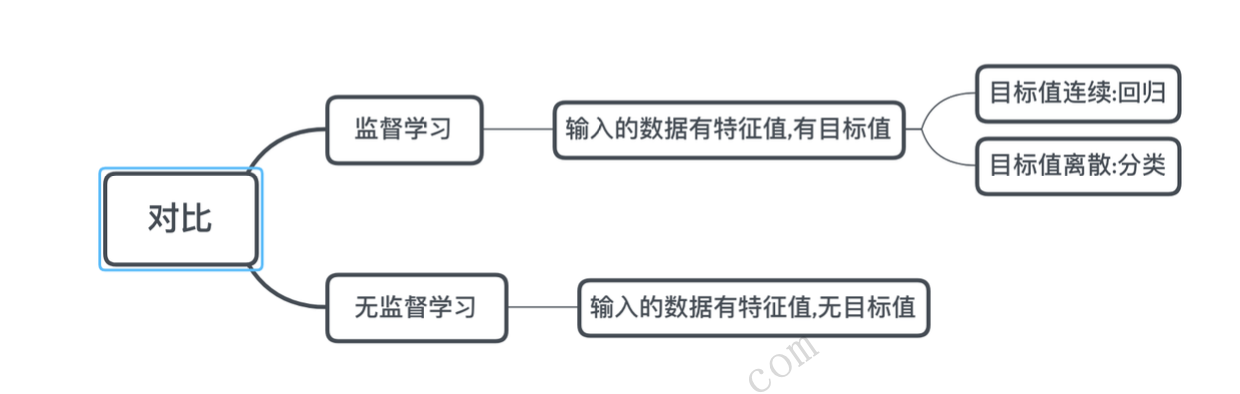 对比
监督学习
输入的数据有特征值,有目标值
目标值连续:回归
目标值离散:分类
无监督学习
输入的数据有特征值,无目标值
com